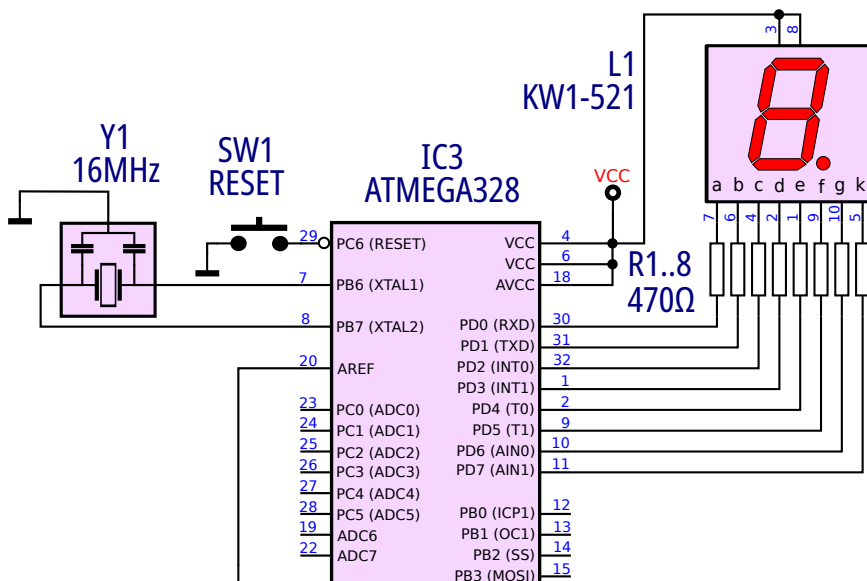 3 8
L1
KW1-521
Y1
16MHz
SW1
RESET
IC3
ATMEGA328
VCC
a b c d e f g k
7 6 4 2 1 9 10 5
R1..8
470Ω
29 PC6 (RESET)
7 PB6 (XTAL1)
8 PB7 (XTAL2)
20 AREF
23 PC0 (ADC0)
24 PC1 (ADC1)
25 PC2 (ADC2)
26 PC3 (ADC3)
27 PC4 (ADC4)
28 PC5 (ADC5)
19 ADC6
22 ADC7
VCC 4
VCC 6
AVCC 18
PD0 (RXD) 30
PD1 (TXD) 31
PD2 (INT0) 32
PD3 (INT1) 1
PD4 (T0) 2
PD5 (T1) 9
PD6 (AIN0) 10
PD7 (AIN1) 11
PB0 (ICP1) 12
PB1 (OC1) 13
PB2 (SS) 14
PB3 (MOSI) 15